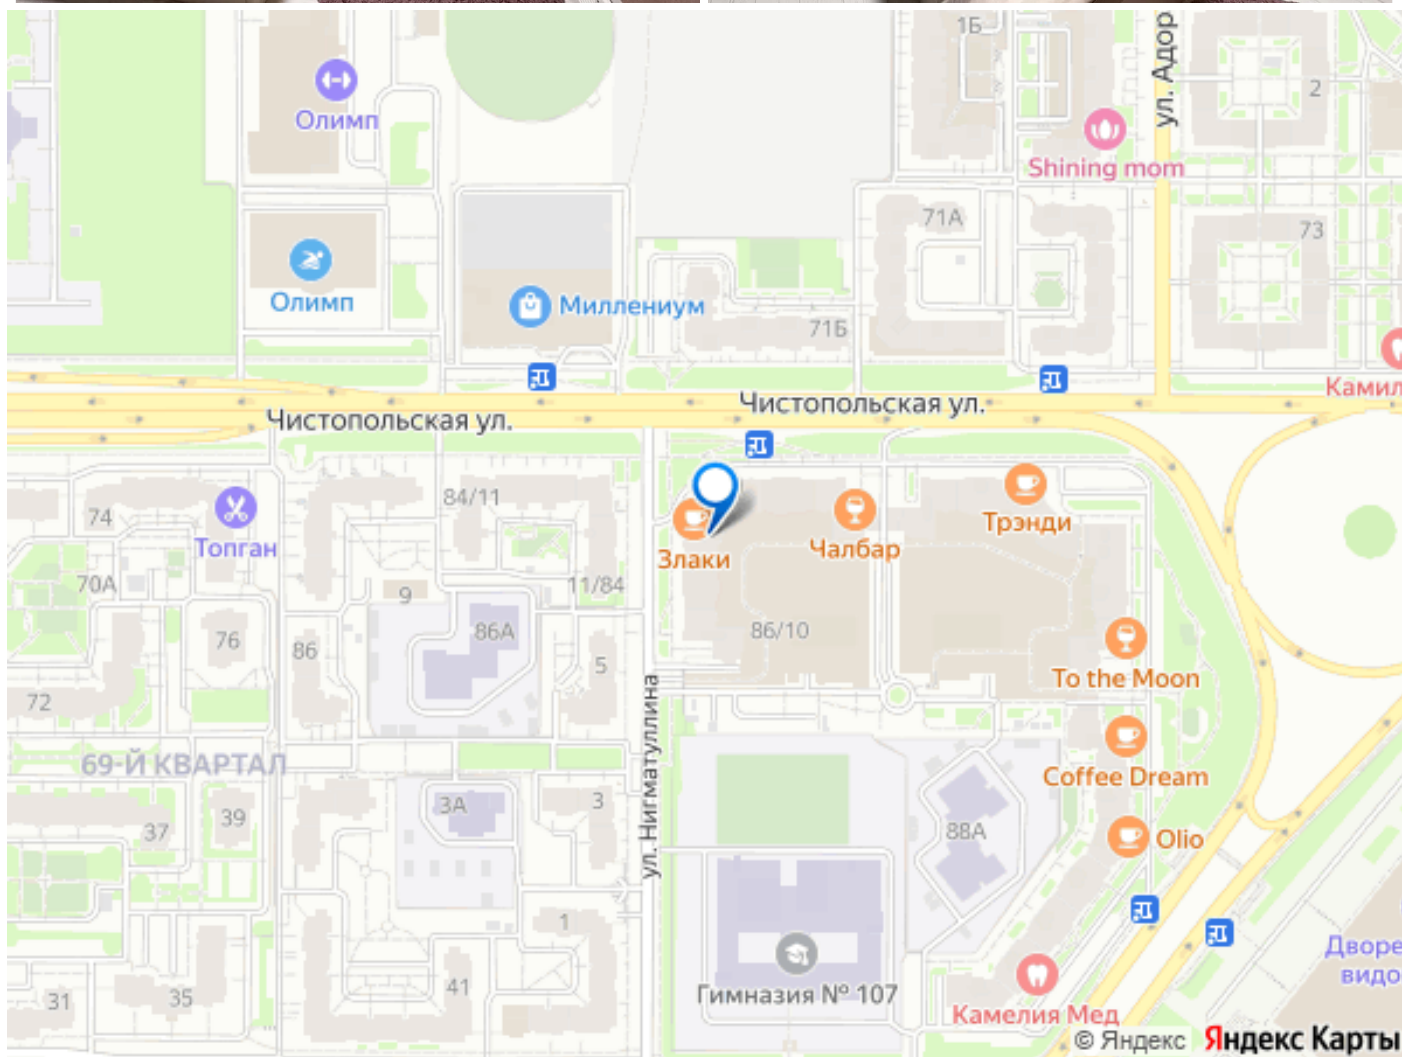 1Б
ул. Адор
2
Олимп
Shining mom
71А
73
Олимп
Миллениум
71Б
Камил
Чистопольская ул.
Чистопольская ул.
84/11
74
Топган
Злаки
Чалбар
Трэнди
70А
9
11/84
76
86
86А
5
86/10
72
To the Moon
ул. Нигматуллина
69-Й КВАРТАЛ
Coffee Dream
3А
3
37
39
88А
Olio
1
Дворе
видо
41
31
35
Гимназия № 107
Камелия Мед
© Яндекс Яндекс Карты